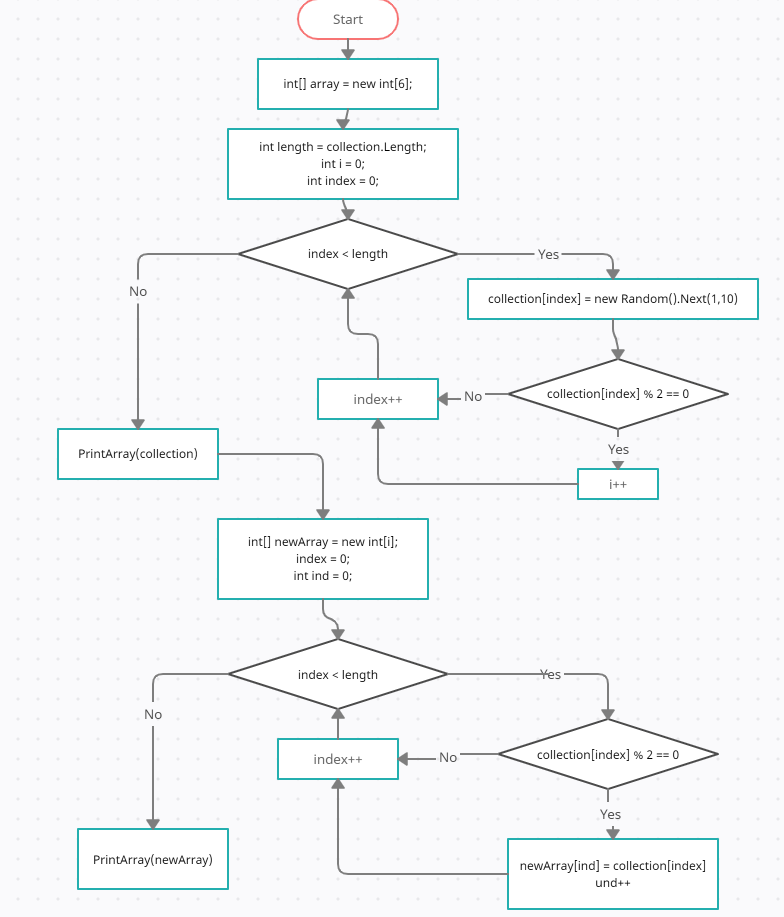 Start
int[] array = new int[6];
int length = collection.Length;
int i = 0;
int index = 0;
index < length
Yes
No
collection[index] = new Random().Next(1,10)
collection[index] % 2 == 0
No
index++
Yes
i++
PrintArray(collection)
int[] newArray = new int[i];
index = 0;
int ind = 0;
index < length
Yes
No
collection[index] % 2 == 0
No
index++
Yes
newArray[ind] = collection[index]
und++
PrintArray(newArray)